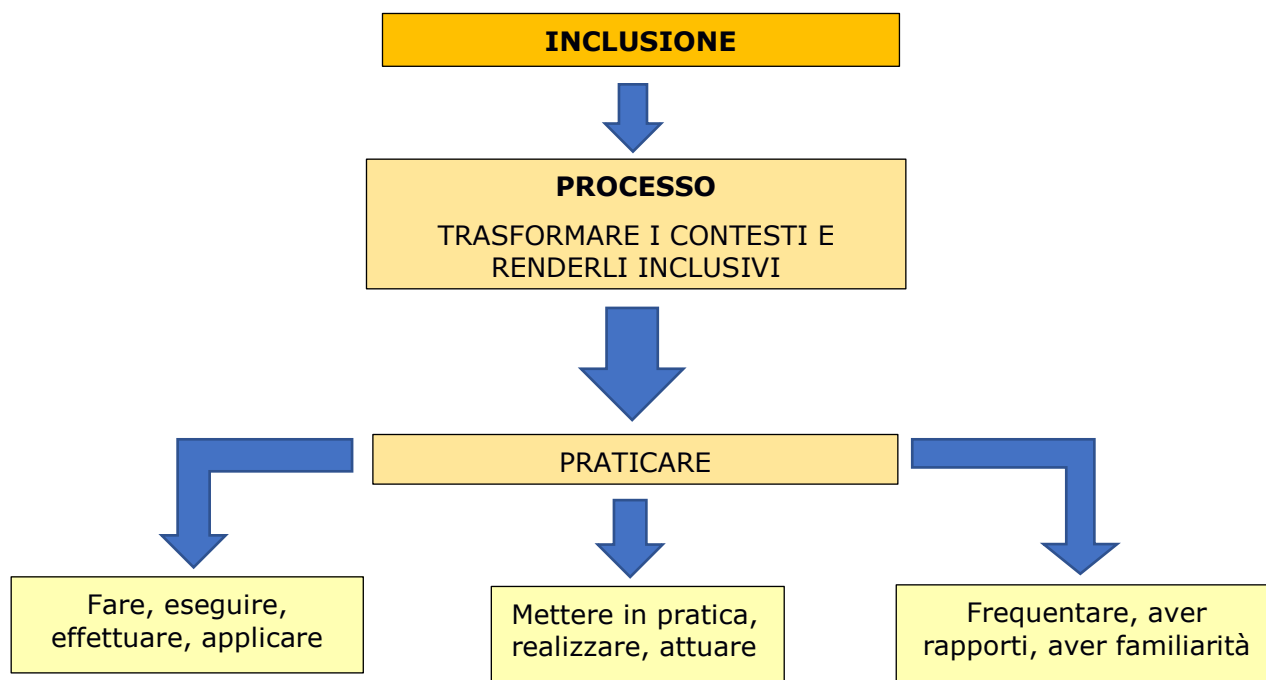 INCLUSIONE
PROCESSO
TRASFORMARE I CONTESTI E
RENDERLI INCLUSIVI
PRATICARE
Fare, eseguire,
effettuare, applicare
Mettere in pratica,
realizzare, attuare
Frequentare, aver
rapporti, aver familiarità